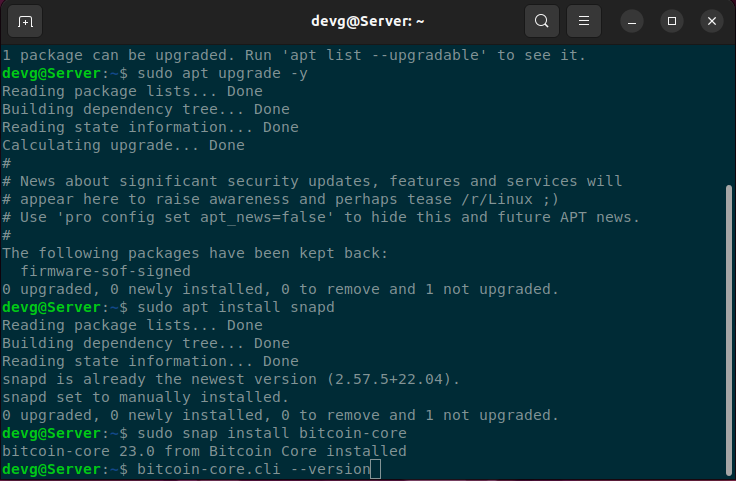 devg@Server: ~
1 package can be upgraded. Run 'apt list --upgradable' to see it.
devg@Server:~$ sudo apt upgrade -y
Reading package lists... Done
Building dependency tree... Done
Reading state information... Done
Calculating upgrade... Done
#
# News about significant security updates, features and services will
# appear here to raise awareness and perhaps tease /r/Linux ;)
# Use 'pro config set apt_news=false' to hide this and future APT news.
#
The following packages have been kept back:
  firmware-sof-signed
0 upgraded, 0 newly installed, 0 to remove and 1 not upgraded.
devg@Server:~$ sudo apt install snapd
Reading package lists... Done
Building dependency tree... Done
Reading state information... Done
snapd is already the newest version (2.57.5+22.04).
snapd set to manually installed.
0 upgraded, 0 newly installed, 0 to remove and 1 not upgraded.
devg@Server:~$ sudo snap install bitcoin-core
bitcoin-core 23.0 from Bitcoin Core installed
devg@Server:~$ bitcoin-core.cli --version